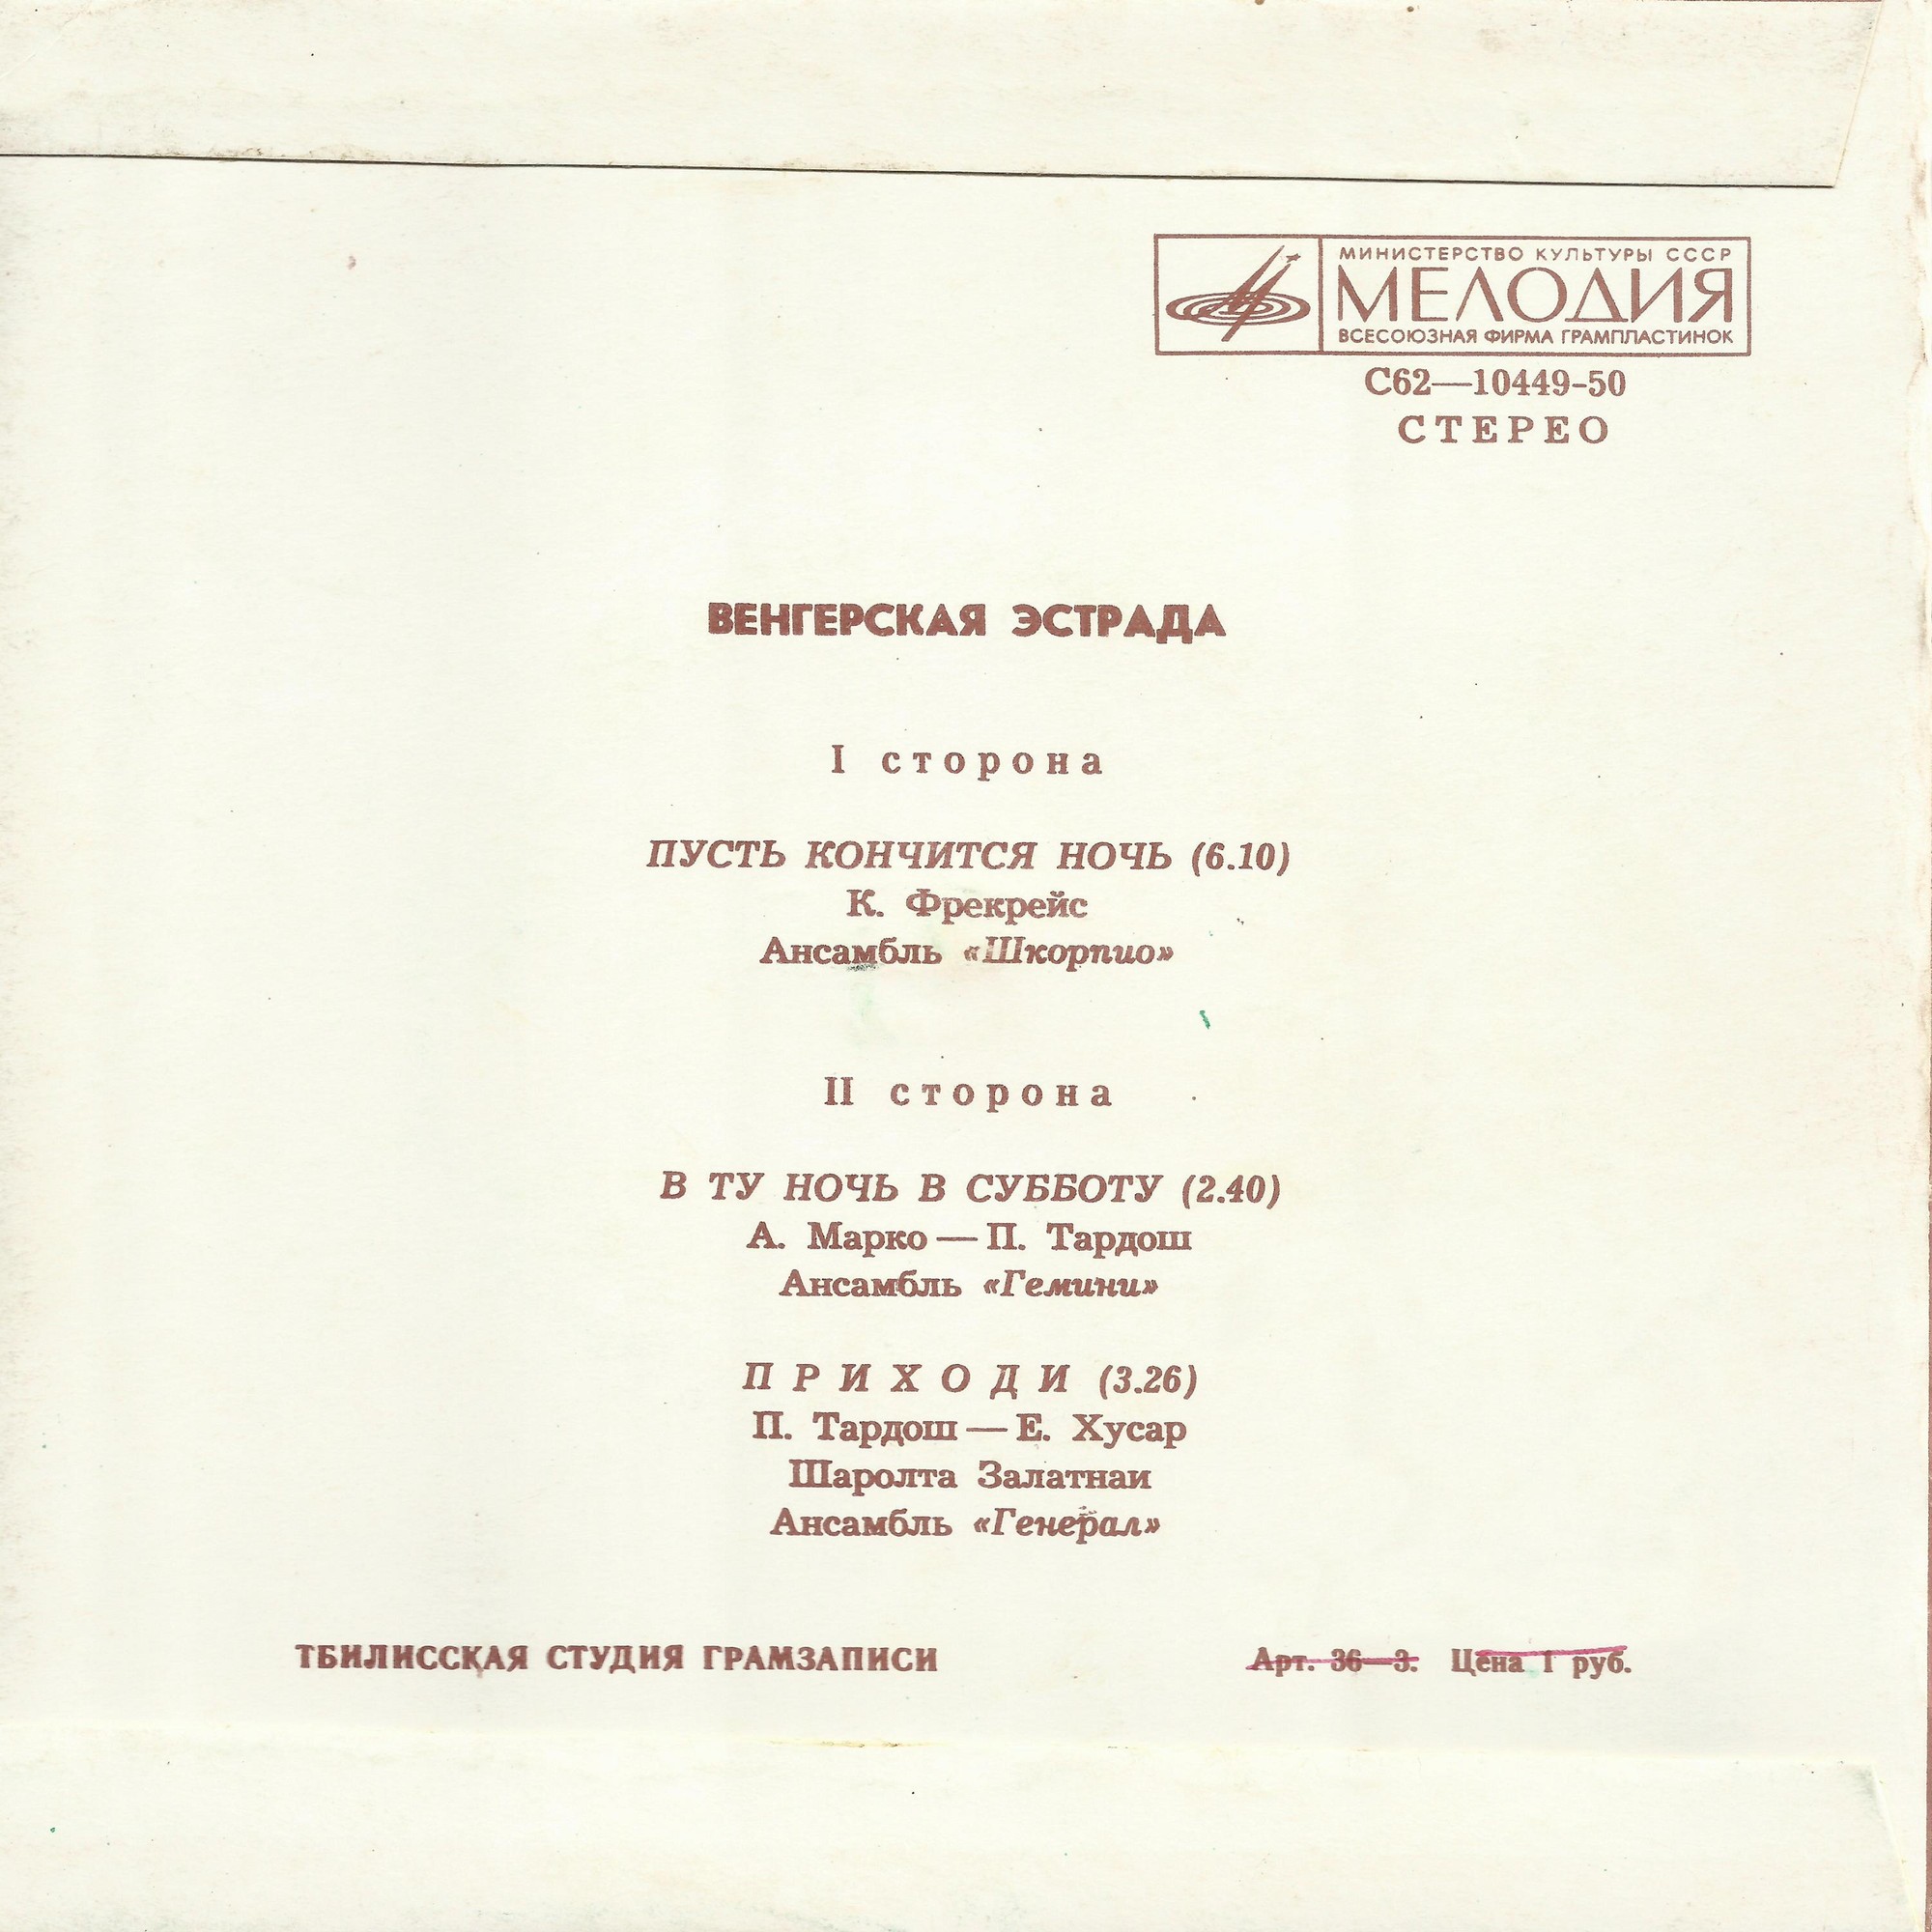 МИНИСТЕРСТВО КУЛЬТУРЫ СССР
МЕЛОДИЯ
ВСЕСОЮЗНАЯ ФИРМА ГРАМПЛАСТИНОК
С62—10449-50
СТЕРЕО
ВЕНГЕРСКАЯ ЭСТРАДА
I сторона
ПУСТЬ КОНЧИТСЯ НОЧЬ (6.10)
К. Фрекрейс
Ансамбль «Шкорпио»
II сторона
В ТУ НОЧЬ В СУББОТУ (2.40)
А. Марко — П. Тардош
Ансамбль «Гемини»
ПРИХОДИ (3.26)
П. Тардош — Е. Хусар
Шаролта Залатнаи
Ансамбль «Генерал»
ТБИЛИССКАЯ СТУДИЯ ГРАМЗАПИСИ
Арт. 36—3. Цена 1 руб.